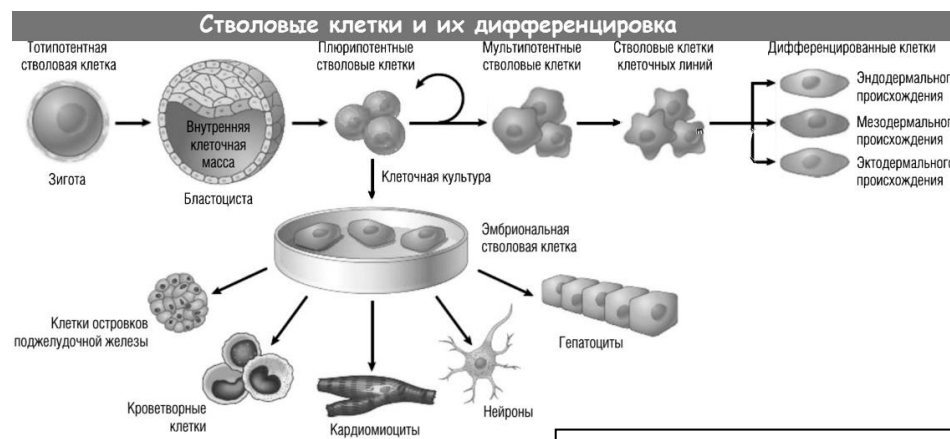 Стволовые клетки и их дифференцировка
Тотипотентная
стволовая клетка
Плюрипотентные
стволовые клетки
Мультипотентные
стволовые клетки
Стволовые клетки
клеточных линий
Дифференцированные клетки
Внутренняя
клеточная
масса
Эндодермального
происхождения
Мезодермального
происхождения
Эктодермального
происхождения
Зигота
Бластоциста
Клеточная культура
Эмбриональная
стволовая клетка
Клетки островков
поджелудочной железы
Кроветворные
клетки
Кардиомиоциты
Нейроны
Гепатоциты